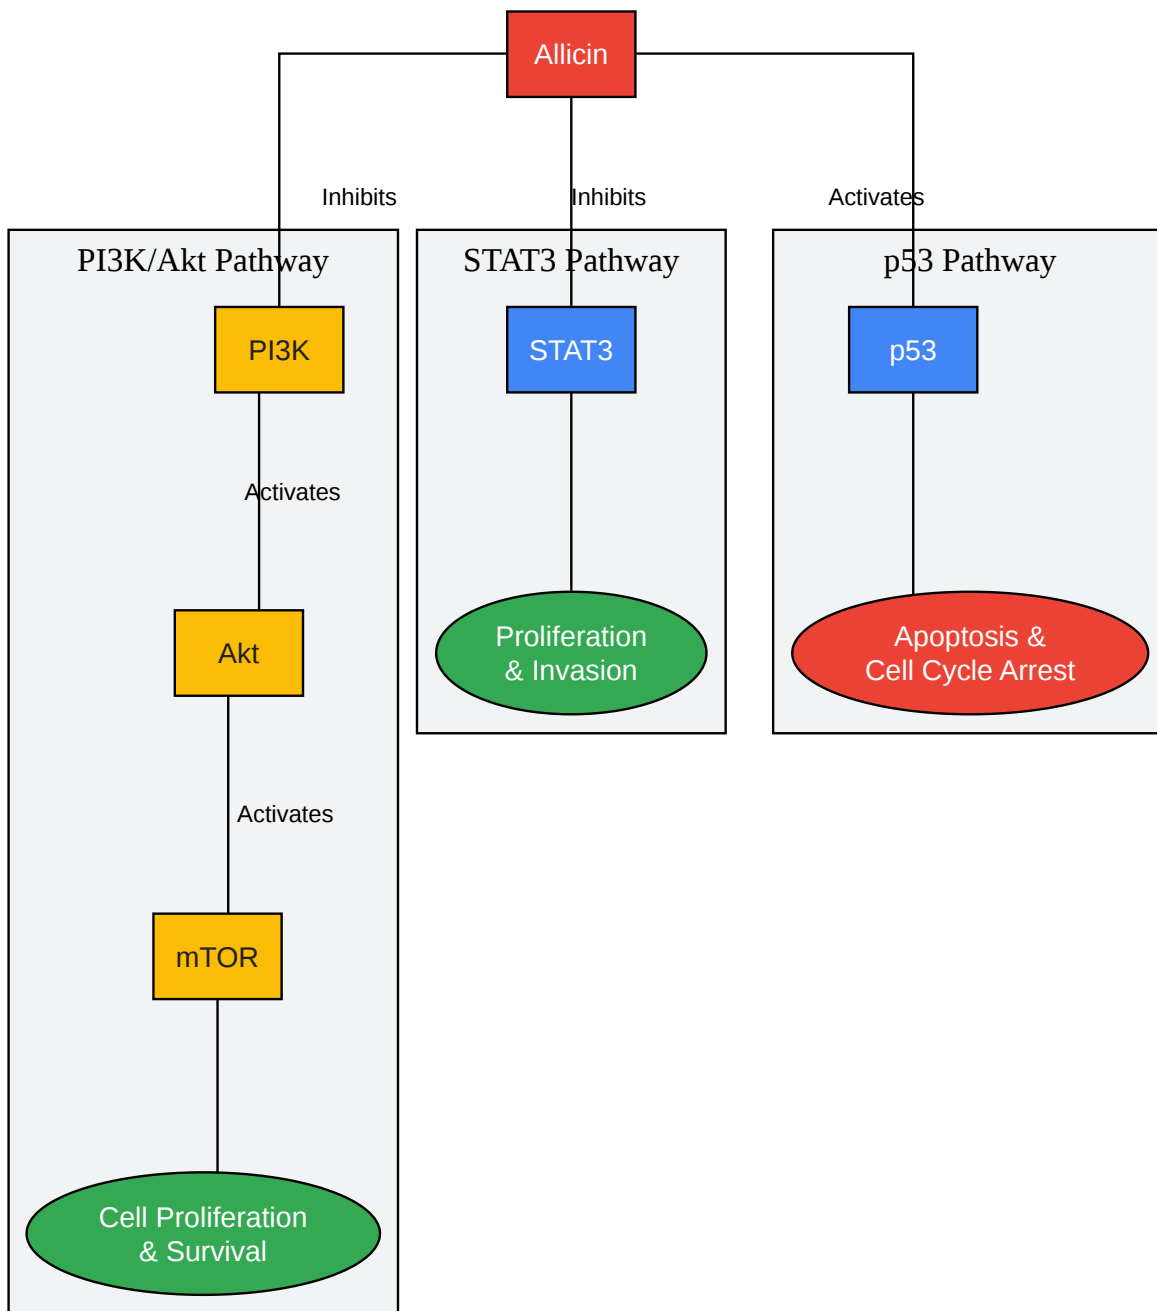 Allicin
Inhibits
Inhibits
Activates
PI3K/Akt Pathway
STAT3 Pathway
p53 Pathway
PI3K
STAT3
p53
Activates
Akt
Proliferation
& Invasion
Apoptosis &
Cell Cycle Arrest
Activates
mTOR
Cell Proliferation
& Survival